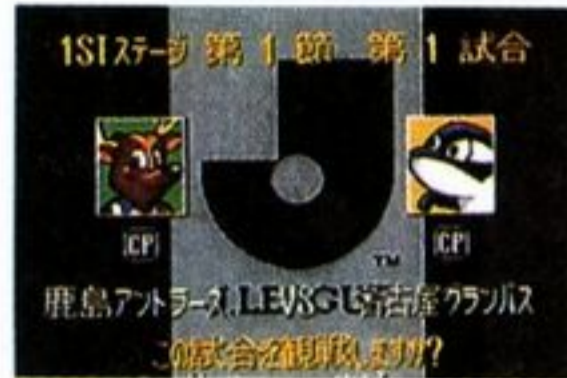 1STステージ 第1節 第1試合
CP CP
TM
鹿島アントラーズ J.LEAGUE VS 名古屋グランパス
この試合を観戦しますか?